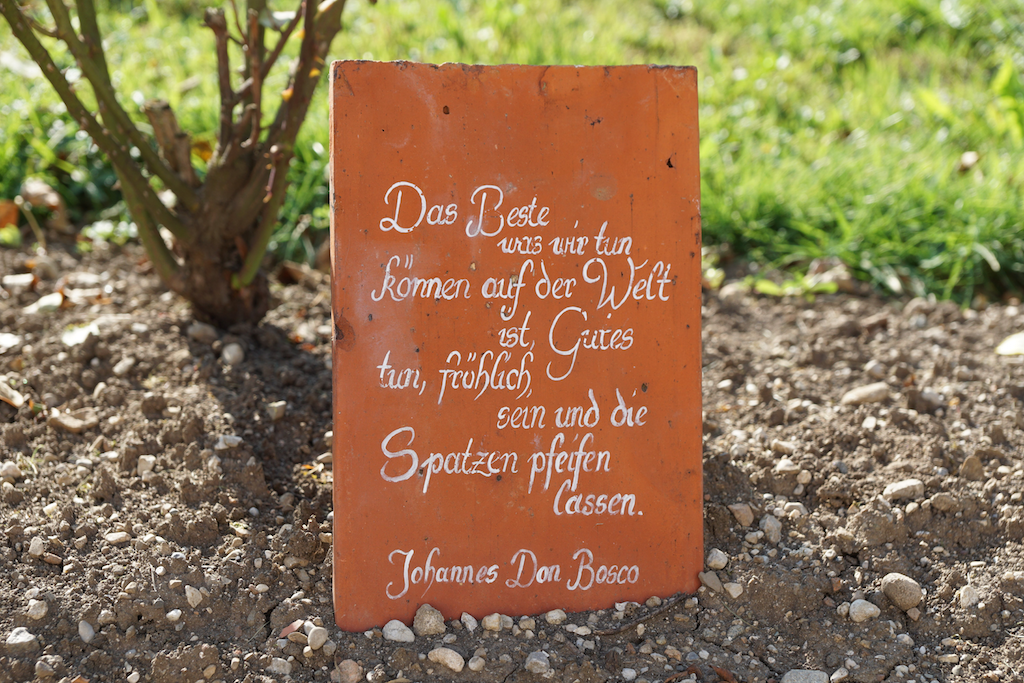 Das Beste
was wir tun
können auf der Welt
ist, Gutes
tun, fröhlich,
sein und die
Spatzen pfeifen
lassen.
Johannes Don Bosco